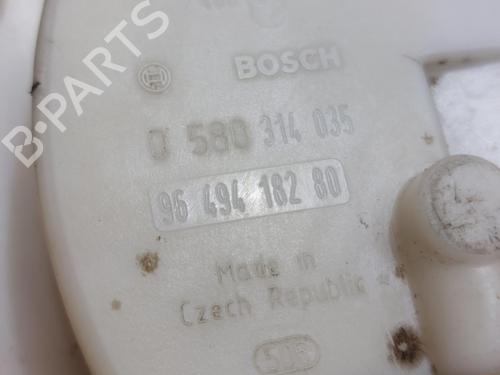 B-PARTS
BOSCH
0 580 314 035
96 494 182 80
Made in
Czech Republic